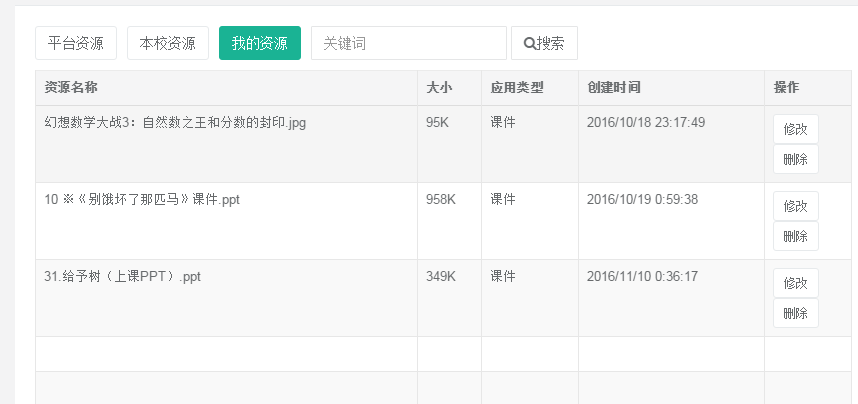 平台资源 本校资源 我的资源 关键词 搜索
资源名称 大小 应用类型 创建时间 操作
幻想数学大战3：自然数之王和分数的封印.jpg 95K 课件 2016/10/18 23:17:49 修改
删除
10 ※《别饿坏了那匹马》课件.ppt 958K 课件 2016/10/19 0:59:38 修改
删除
31.给予树（上课PPT）.ppt 349K 课件 2016/11/10 0:36:17 修改
删除